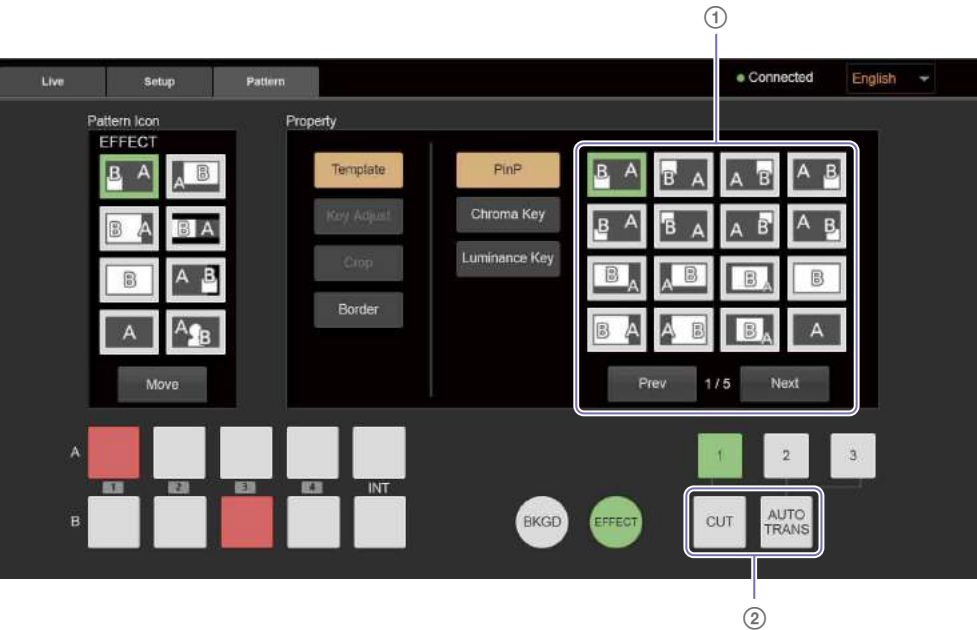 ①
Live Setup Pattern Connected English
Pattern Icon
Property
EFFECT
B A
A B
B A
B A
B
A B
A
A B
Move
Template
Key Adjust
Crop
Border
PinP
Chroma Key
Luminance Key
B A B A A B A B
B A B A A B A B
B A A B B A B
B A A B B A A
Prev 1 / 5 Next
A
1 2 3 4 INT
B
BKGD EFFECT
1 2 3
CUT AUTO
TRANS
②